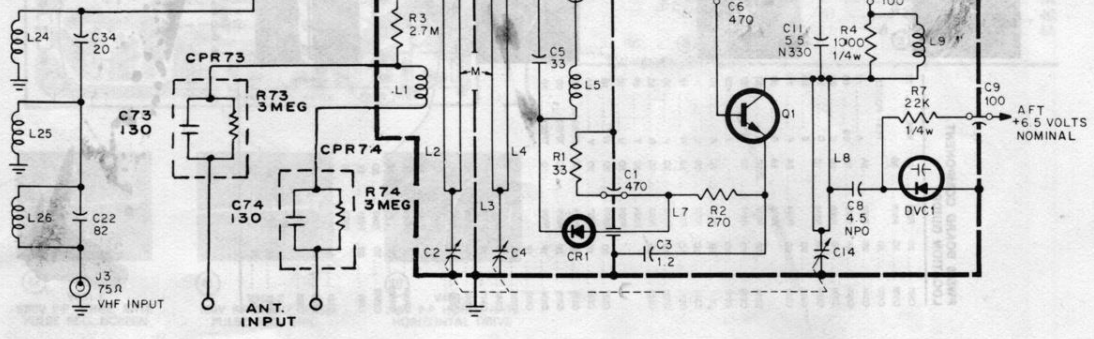 100
C6
470
R3
2.7M
C11
5.5
N330
R4
1000
1/4w
L9
L24
C34
20
CPR73
R73
3MEG
C73
130
L1
M
C5
33
L5
Q1
R7
22K
1/4w
C9
100
AFT
+6.5 VOLTS
NOMINAL
L25
CPR74
L2
L4
R1
33
L8
L26
C22
82
R74
3MEG
C74
130
L3
C1
470
L7
R2
270
C8
4.5
NPO
DVC1
C2
C4
CR1
C3
1.2
C14
J3
75Ω
VHF INPUT
ANT.
INPUT